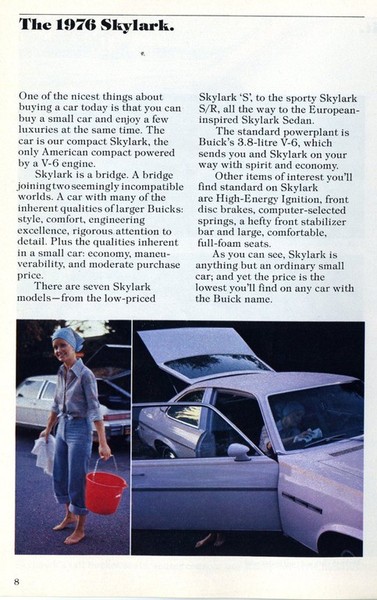 The 1976 Skylark.
One of the nicest things about
buying a car today is that you can
buy a small car and enjoy a few
luxuries at the same time. The
car is our compact Skylark, the
only American compact powered
by a V-6 engine.
Skylark is a bridge. A bridge
joining two seemingly incompatible
worlds. A car with many of the
inherent qualities of larger Buicks:
style, comfort, engineering
excellence, rigorous attention to
detail. Plus the qualities inherent
in a small car: economy, maneu-
verability, and moderate purchase
price.
There are seven Skylark
models—from the low-priced
Skylark ‘S’, to the sporty Skylark
S/R, all the way to the European-
inspired Skylark Sedan.
The standard powerplant is
Buick's 3.8-litre V-6, which
sends you and Skylark on your
way with spirit and economy.
Other items of interest you'll
find standard on Skylark
are High-Energy Ignition, front
disc brakes, computer-selected
springs, a hefty front stabilizer
bar and large, comfortable,
full-foam seats.
As you can see, Skylark is
anything but an ordinary small
car; and yet the price is the
lowest you'll find on any car with
the Buick name.
8